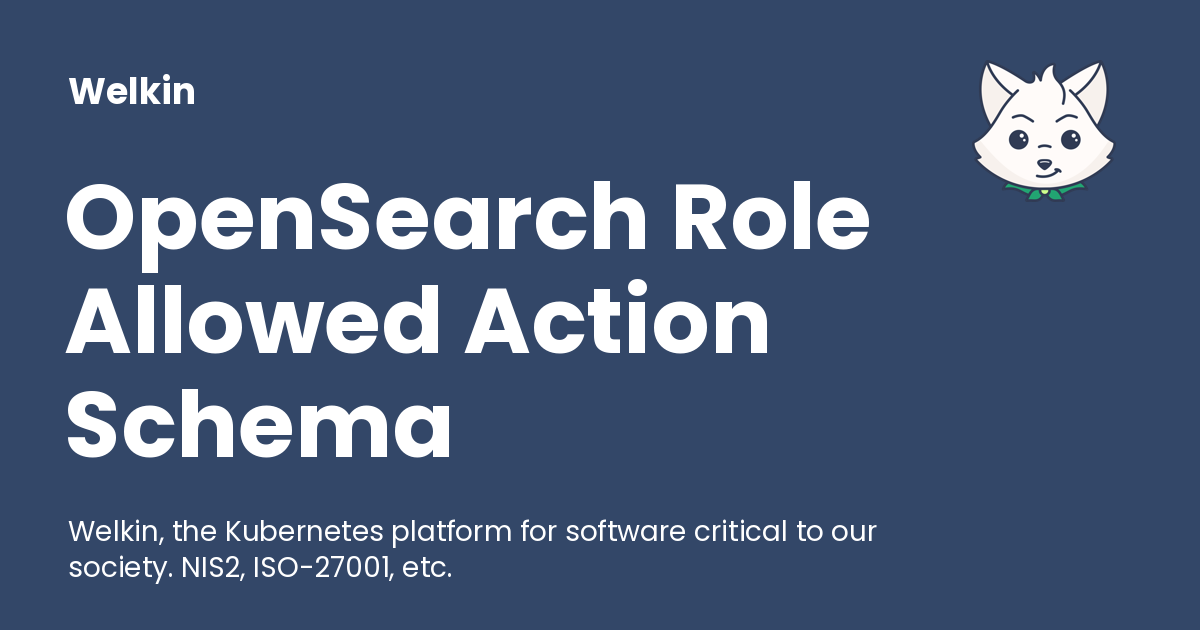 Welkin
OpenSearch Role
Allowed Action
Schema
Welkin, the Kubernetes platform for software critical to our
society. NIS2, ISO-27001, etc.